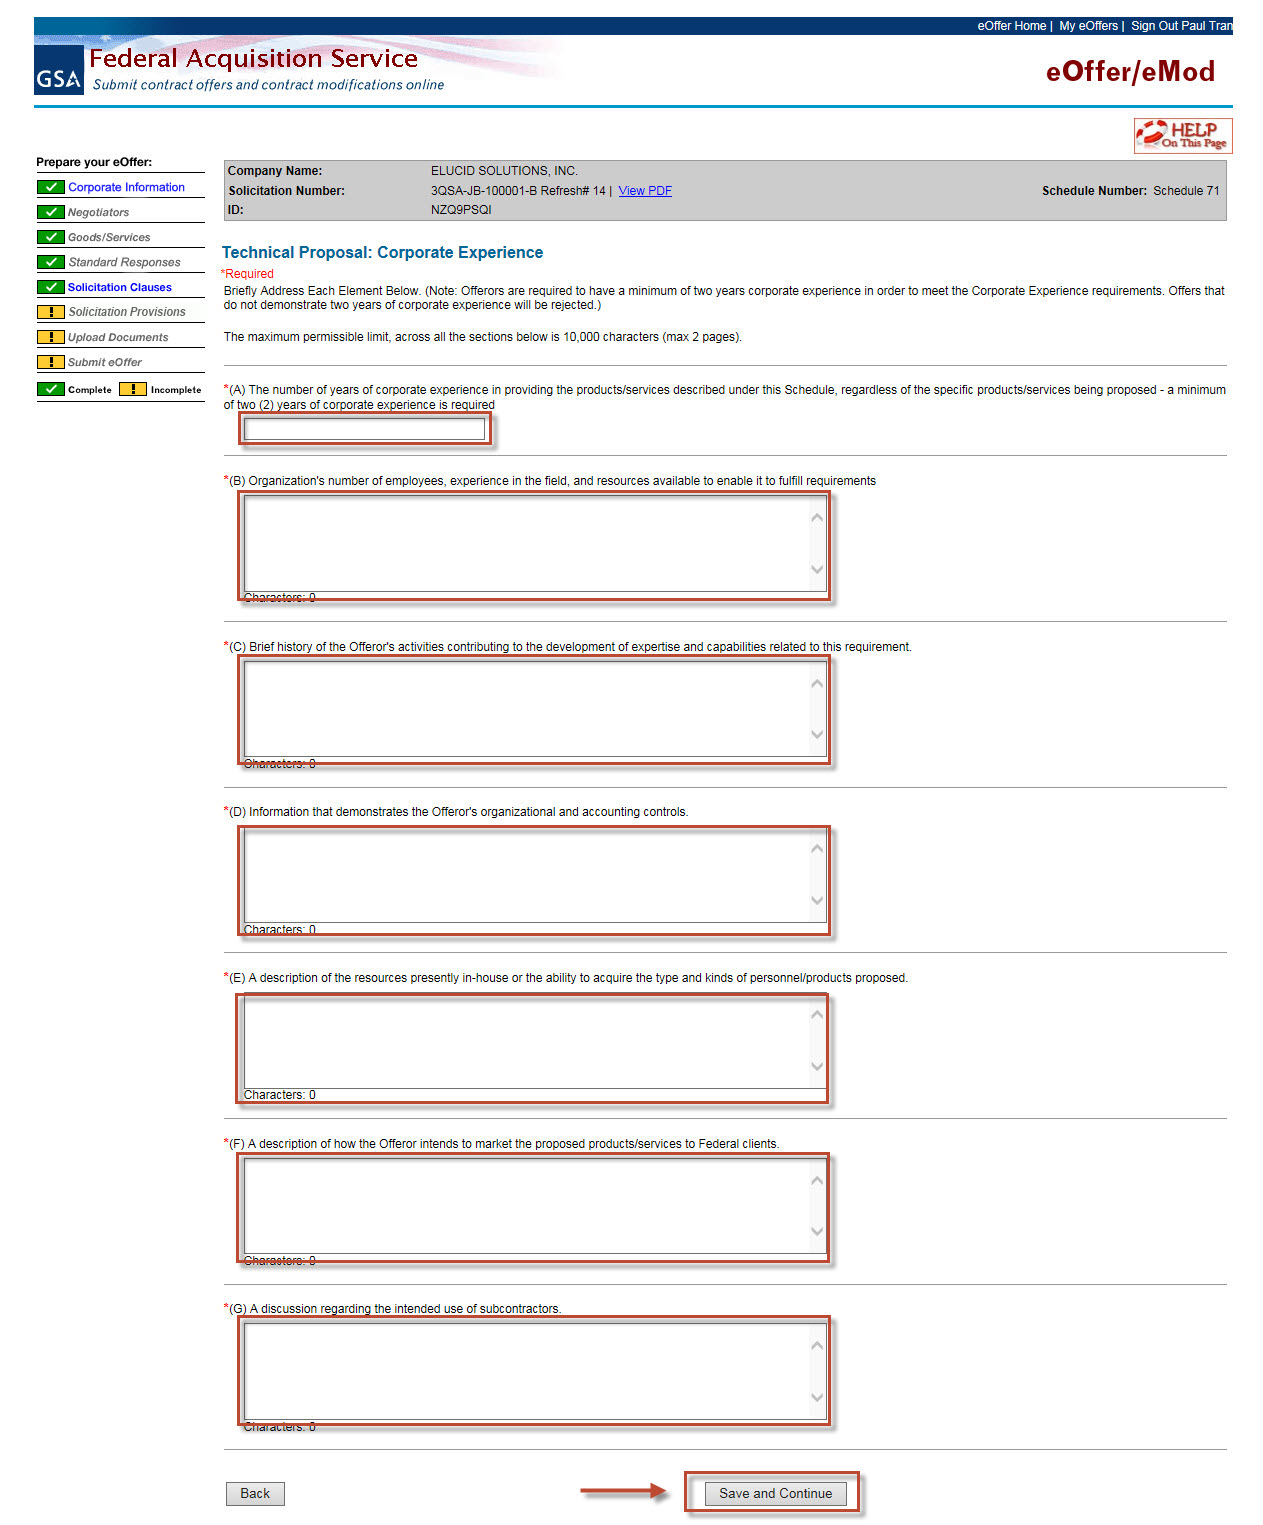 eOffer Home | My eOffers | Sign Out Paul Tran
GSA
Federal Acquisition Service
Submit contract offers and contract modifications online
eOffer/eMod
HELP
On This Page
Prepare your eOffer:
Corporate Information
Negotiators
Goods/Services
Standard Responses
Solicitation Clauses
Solicitation Provisions
Upload Documents
Submit eOffer
Complete Incomplete
Company Name: ELUCID SOLUTIONS, INC.
Solicitation Number: 3QSA-JB-100001-B Refresh# 14 | View PDF Schedule Number: Schedule 71
ID: NZQ9PSQI
Technical Proposal: Corporate Experience
*Required
Briefly Address Each Element Below. (Note: Offerors are required to have a minimum of two years corporate experience in order to meet the Corporate Experience requirements. Offers that
do not demonstrate two years of corporate experience will be rejected.)
The maximum permissible limit, across all the sections below is 10,000 characters (max 2 pages).
*(A) The number of years of corporate experience in providing the products/services described under this Schedule, regardless of the specific products/services being proposed - a minimum
of two (2) years of corporate experience is required
*(B) Organization's number of employees, experience in the field, and resources available to enable it to fulfill requirements
Characters: 0
*(C) Brief history of the Offeror's activities contributing to the development of expertise and capabilities related to this requirement.
Characters: 0
*(D) Information that demonstrates the Offeror's organizational and accounting controls.
Characters: 0
*(E) A description of the resources presently in-house or the ability to acquire the type and kinds of personnel/products proposed.
Characters: 0
*(F) A description of how the Offeror intends to market the proposed products/services to Federal clients.
Characters: 0
*(G) A discussion regarding the intended use of subcontractors.
Characters: 0
Back Save and Continue